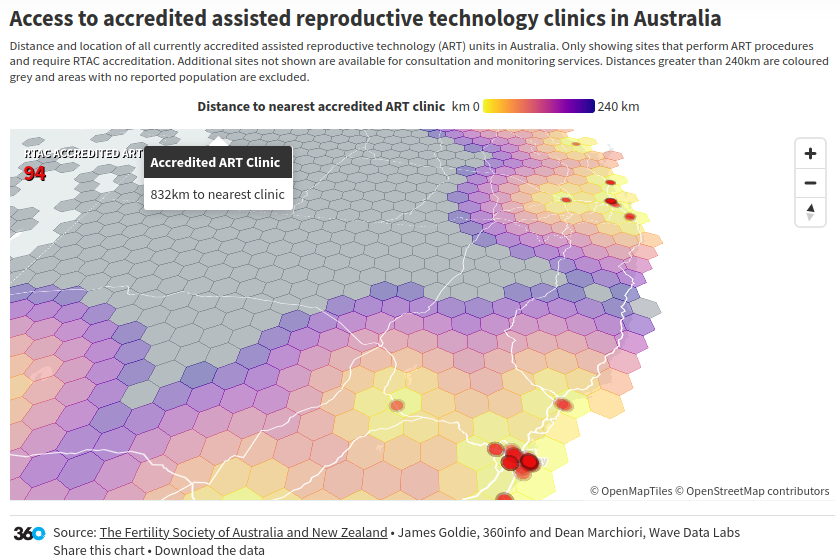 Access to accredited assisted reproductive technology clinics in Australia
Distance and location of all currently accredited assisted reproductive technology (ART) units in Australia. Only showing sites that perform ART procedures
and require RTAC accreditation. Additional sites not shown are available for consultation and monitoring services. Distances greater than 240km are coloured
grey and areas with no reported population are excluded.
Distance to nearest accredited ART clinic km 0 240 km
RTAC ACCREDITED ART
94
Accredited ART Clinic
832km to nearest clinic
+
−
© OpenMapTiles © OpenStreetMap contributors
360 Source: The Fertility Society of Australia and New Zealand • James Goldie, 360info and Dean Marchiori, Wave Data Labs
Share this chart • Download the data